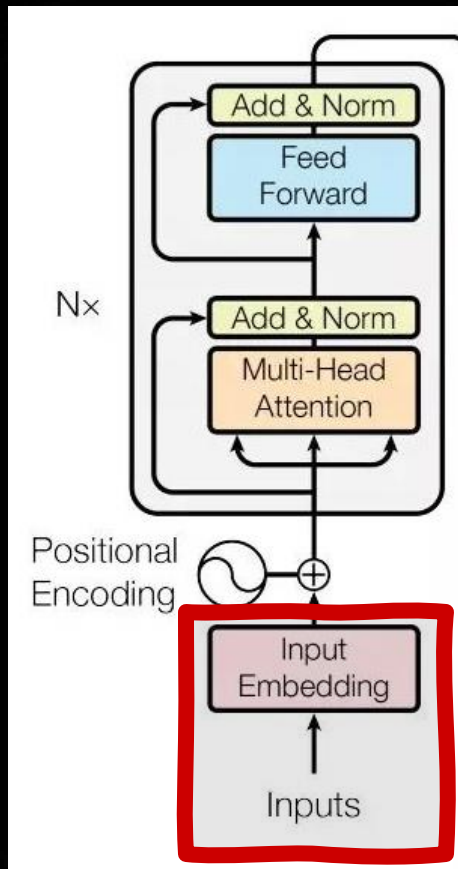 Add & Norm
Feed
Forward
N×
Add & Norm
Multi-Head
Attention
Positional
Encoding
Input
Embedding
Inputs